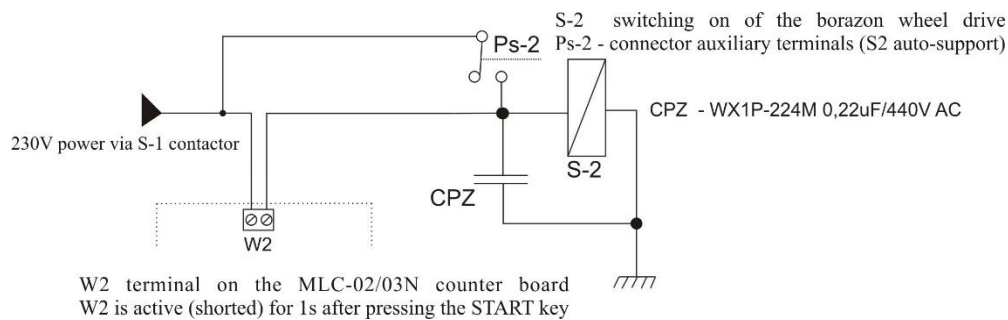 S-2 switching on of the borazon wheel drive
Ps-2 - connector auxiliary terminals (S2 auto-support)
Ps-2
CPZ - WX1P-224M 0,22uF/440V AC
230V power via S-1 contactor
S-2
CPZ
W2
W2 terminal on the MLC-02/03N counter board
W2 is active (shorted) for 1s after pressing the START key